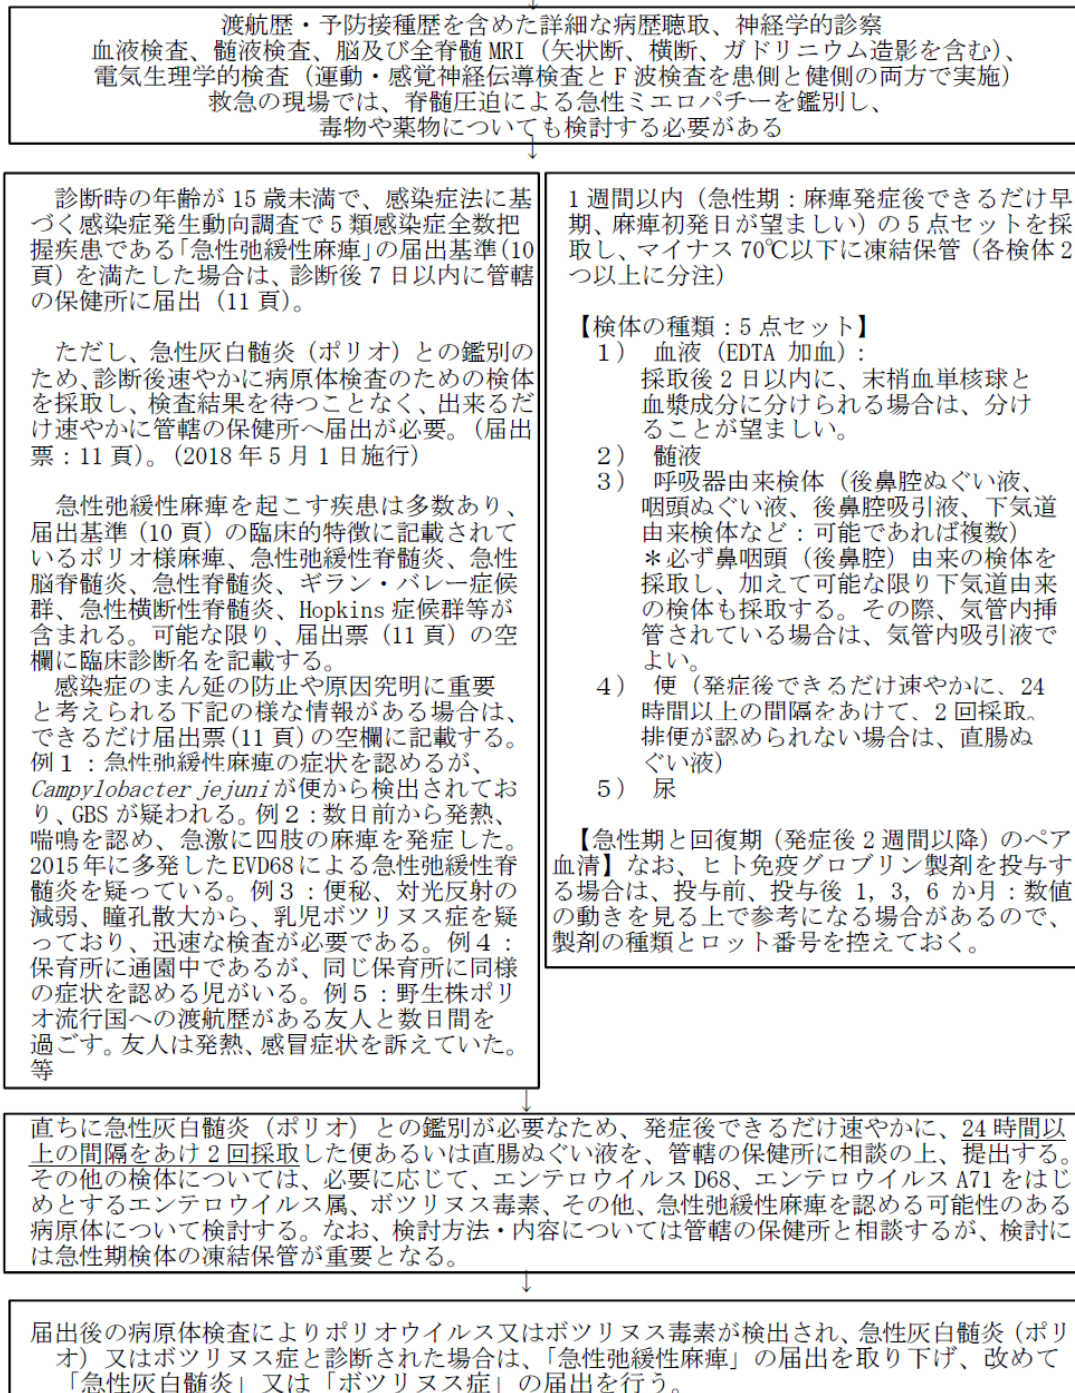 渡航歴・予防接種歴を含めた詳細な病歴聴取、神経学的診察
血液検査、髄液検査、脳及び全脊髄 MRI（矢状断、横断、ガドリニウム造影を含む）、
電気生理学的検査（運動・感覚神経伝導検査とＦ波検査を患側と健側の両方で実施）
救急の現場では、脊髄圧迫による急性ミエロパチーを鑑別し、
毒物や薬物についても検討する必要がある
↓
診断時の年齢が 15 歳未満で、感染症法に基
づく感染症発生動向調査で 5 類感染症全数把
握疾患である「急性弛緩性麻痺」の届出基準(10
頁) を満たした場合は、診断後 7 日以内に管轄
の保健所に届出（11 頁）。
ただし、急性灰白髄炎（ポリオ）との鑑別の
ため、診断後速やかに病原体検査のための検体
を採取し、検査結果を待つことなく、出来るだ
け速やかに管轄の保健所へ届出が必要。（届出
票：11 頁）。（2018 年 5 月 1 日施行）
急性弛緩性麻痺を起こす疾患は多数あり、
届出基準（10 頁）の臨床的特徴に記載されて
いるポリオ様麻痺、急性弛緩性脊髄炎、急性
脳脊髄炎、急性脊髄炎、ギラン・バレー症候
群、急性横断性脊髄炎、Hopkins 症候群等が
含まれる。可能な限り、届出票（11 頁）の空
欄に臨床診断名を記載する。
感染症のまん延の防止や原因究明に重要
と考えられる下記の様な情報がある場合は、
できるだけ届出票(11 頁)の空欄に記載する。
例１：急性弛緩性麻痺の症状を認めるが、
Campylobacter jejuni が便から検出されてお
り、GBS が疑われる。例２：数日前から発熱、
喘鳴を認め、急激に四肢の麻痺を発症した。
2015 年に多発した EVD68 による急性弛緩性脊
髄炎を疑っている。例３：便秘、対光反射の
減弱、瞳孔散大から、乳児ボツリヌス症を疑
っており、迅速な検査が必要である。例４：
保育所に通園中であるが、同じ保育所に同様
の症状を認める児がいる。例５：野生株ポリ
オ流行国への渡航歴がある友人と数日間を
過ごす。友人は発熱、感冒症状を訴えていた。
等
1 週間以内（急性期：麻痺発症後できるだけ早
期、麻痺初発日が望ましい）の 5 点セットを採
取し、マイナス 70℃以下に凍結保管（各検体 2
つ以上に分注）
【検体の種類：5 点セット】
１） 血液（EDTA 加血）：
採取後 2 日以内に、末梢血単核球と
血漿成分に分けられる場合は、分け
ることが望ましい。
２） 髄液
３） 呼吸器由来検体（後鼻腔ぬぐい液、
咽頭ぬぐい液、後鼻腔吸引液、下気道
由来検体など：可能であれば複数）
＊必ず鼻咽頭（後鼻腔）由来の検体を
採取し、加えて可能な限り下気道由来
の検体も採取する。その際、気管内挿
管されている場合は、気管内吸引液で
よい。
４） 便（発症後できるだけ速やかに、24
時間以上の間隔をあけて、2 回採取。
排便が認められない場合は、直腸ぬ
ぐい液）
５） 尿
【急性期と回復期（発症後 2 週間以降）のペア
血清】なお、ヒト免疫グロブリン製剤を投与す
る場合は、投与前、投与後 1, 3, 6 か月：数値
の動きを見る上で参考になる場合があるので、
製剤の種類とロット番号を控えておく。
↓
直ちに急性灰白髄炎（ポリオ）との鑑別が必要なため、発症後できるだけ速やかに、24 時間以
上の間隔をあけ 2 回採取した便あるいは直腸ぬぐい液を、管轄の保健所に相談の上、提出する。
その他の検体については、必要に応じて、エンテロウイルス D68、エンテロウイルス A71 をはじ
めとするエンテロウイルス属、ボツリヌス毒素、その他、急性弛緩性麻痺を認める可能性のある
病原体について検討する。なお、検討方法・内容については管轄の保健所と相談するが、検討に
は急性期検体の凍結保管が重要となる。
↓
届出後の病原体検査によりポリオウイルス又はボツリヌス毒素が検出され、急性灰白髄炎（ポリ
オ）又はボツリヌス症と診断された場合は、「急性弛緩性麻痺」の届出を取り下げ、改めて
「急性灰白髄炎」又は「ボツリヌス症」の届出を行う。